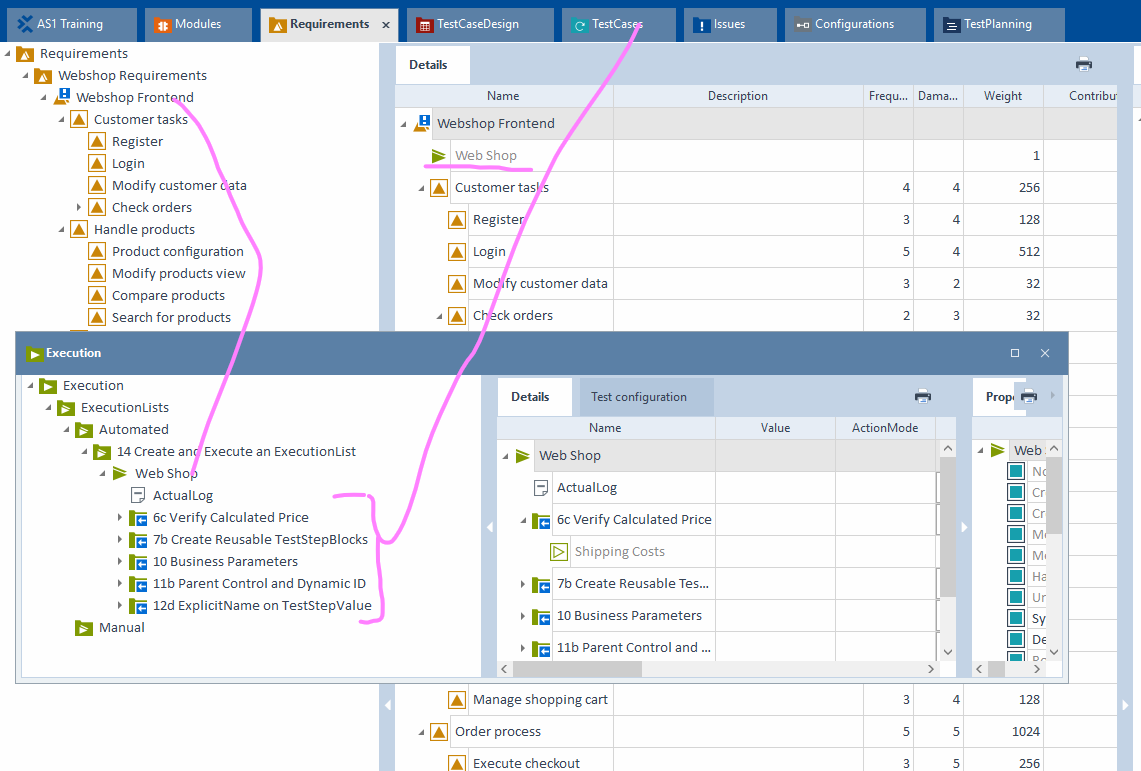 AS1 Training Modules Requirements × TestCaseDesign TestCases Issues Configurations TestPlanning
Requirements
Webshop Requirements
Webshop Frontend
Customer tasks
Register
Login
Modify customer data
Check orders
Handle products
Product configuration
Modify products view
Compare products
Search for products
Details
Name Description Frequ... Dama... Weight Contribut
Webshop Frontend
Web Shop 1
Customer tasks 4 4 256
Register 3 4 128
Login 5 4 512
Modify customer data 3 2 32
Check orders 2 3 32
Execution
Execution
ExecutionLists
Automated
14 Create and Execute an ExecutionList
Web Shop
ActualLog
6c Verify Calculated Price
7b Create Reusable TestStepBlocks
10 Business Parameters
11b Parent Control and Dynamic ID
12d ExplicitName on TestStepValue
Manual
Details Test configuration
Name Value ActionMode
Web Shop
ActualLog
6c Verify Calculated Price
Shipping Costs
7b Create Reusable Tes...
10 Business Parameters
11b Parent Control and ...
Prope
Web
No
Cr
Cr
Mo
Mo
Ha
Un
Sy
De
Manage shopping cart 3 4 128
Order process 5 5 1024
Execute checkout 3 5 256